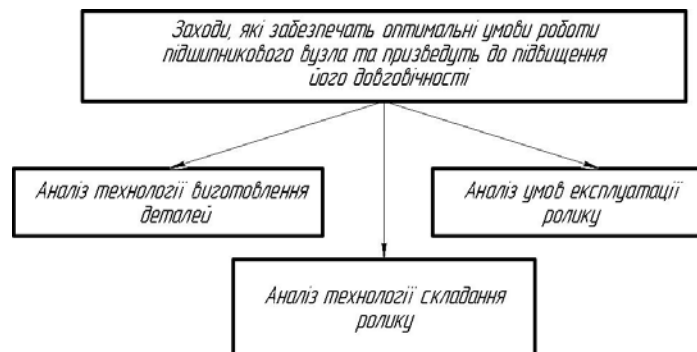 Заходи, які забезпечать оптимальні умови роботи
підшипникового вузла та призведуть до підвищення
його довговічності
Аналіз технології виготовлення
деталей
Аналіз умов експлуатації
ролику
Аналіз технології складання
ролику